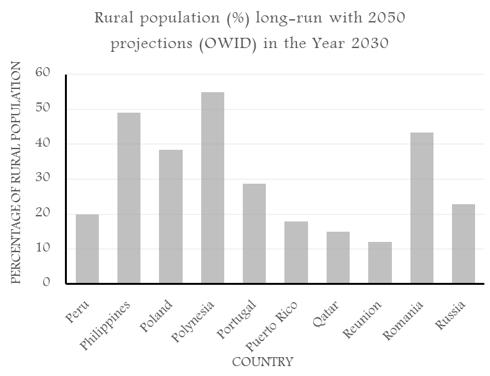 Rural population (%) long-run with 2050
projections (OWID) in the Year 2030
PERCENTAGE OF RURAL POPULATION
60
50
40
30
20
10
0
Peru
Philippines
Poland
Polynesia
Portugal
Puerto Rico
Qatar
Reunion
Romania
Russia
COUNTRY